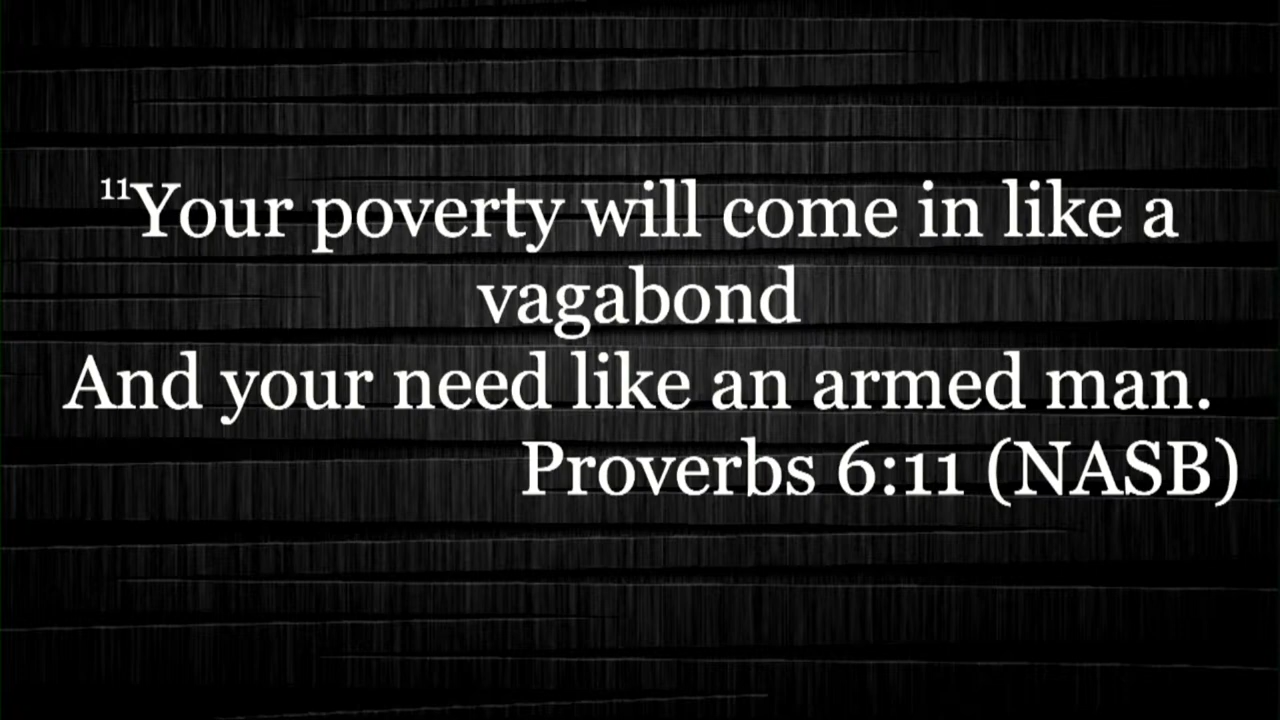 ¹¹Your poverty will come in like a
vagabond
And your need like an armed man.
Proverbs 6:11 (NASB)